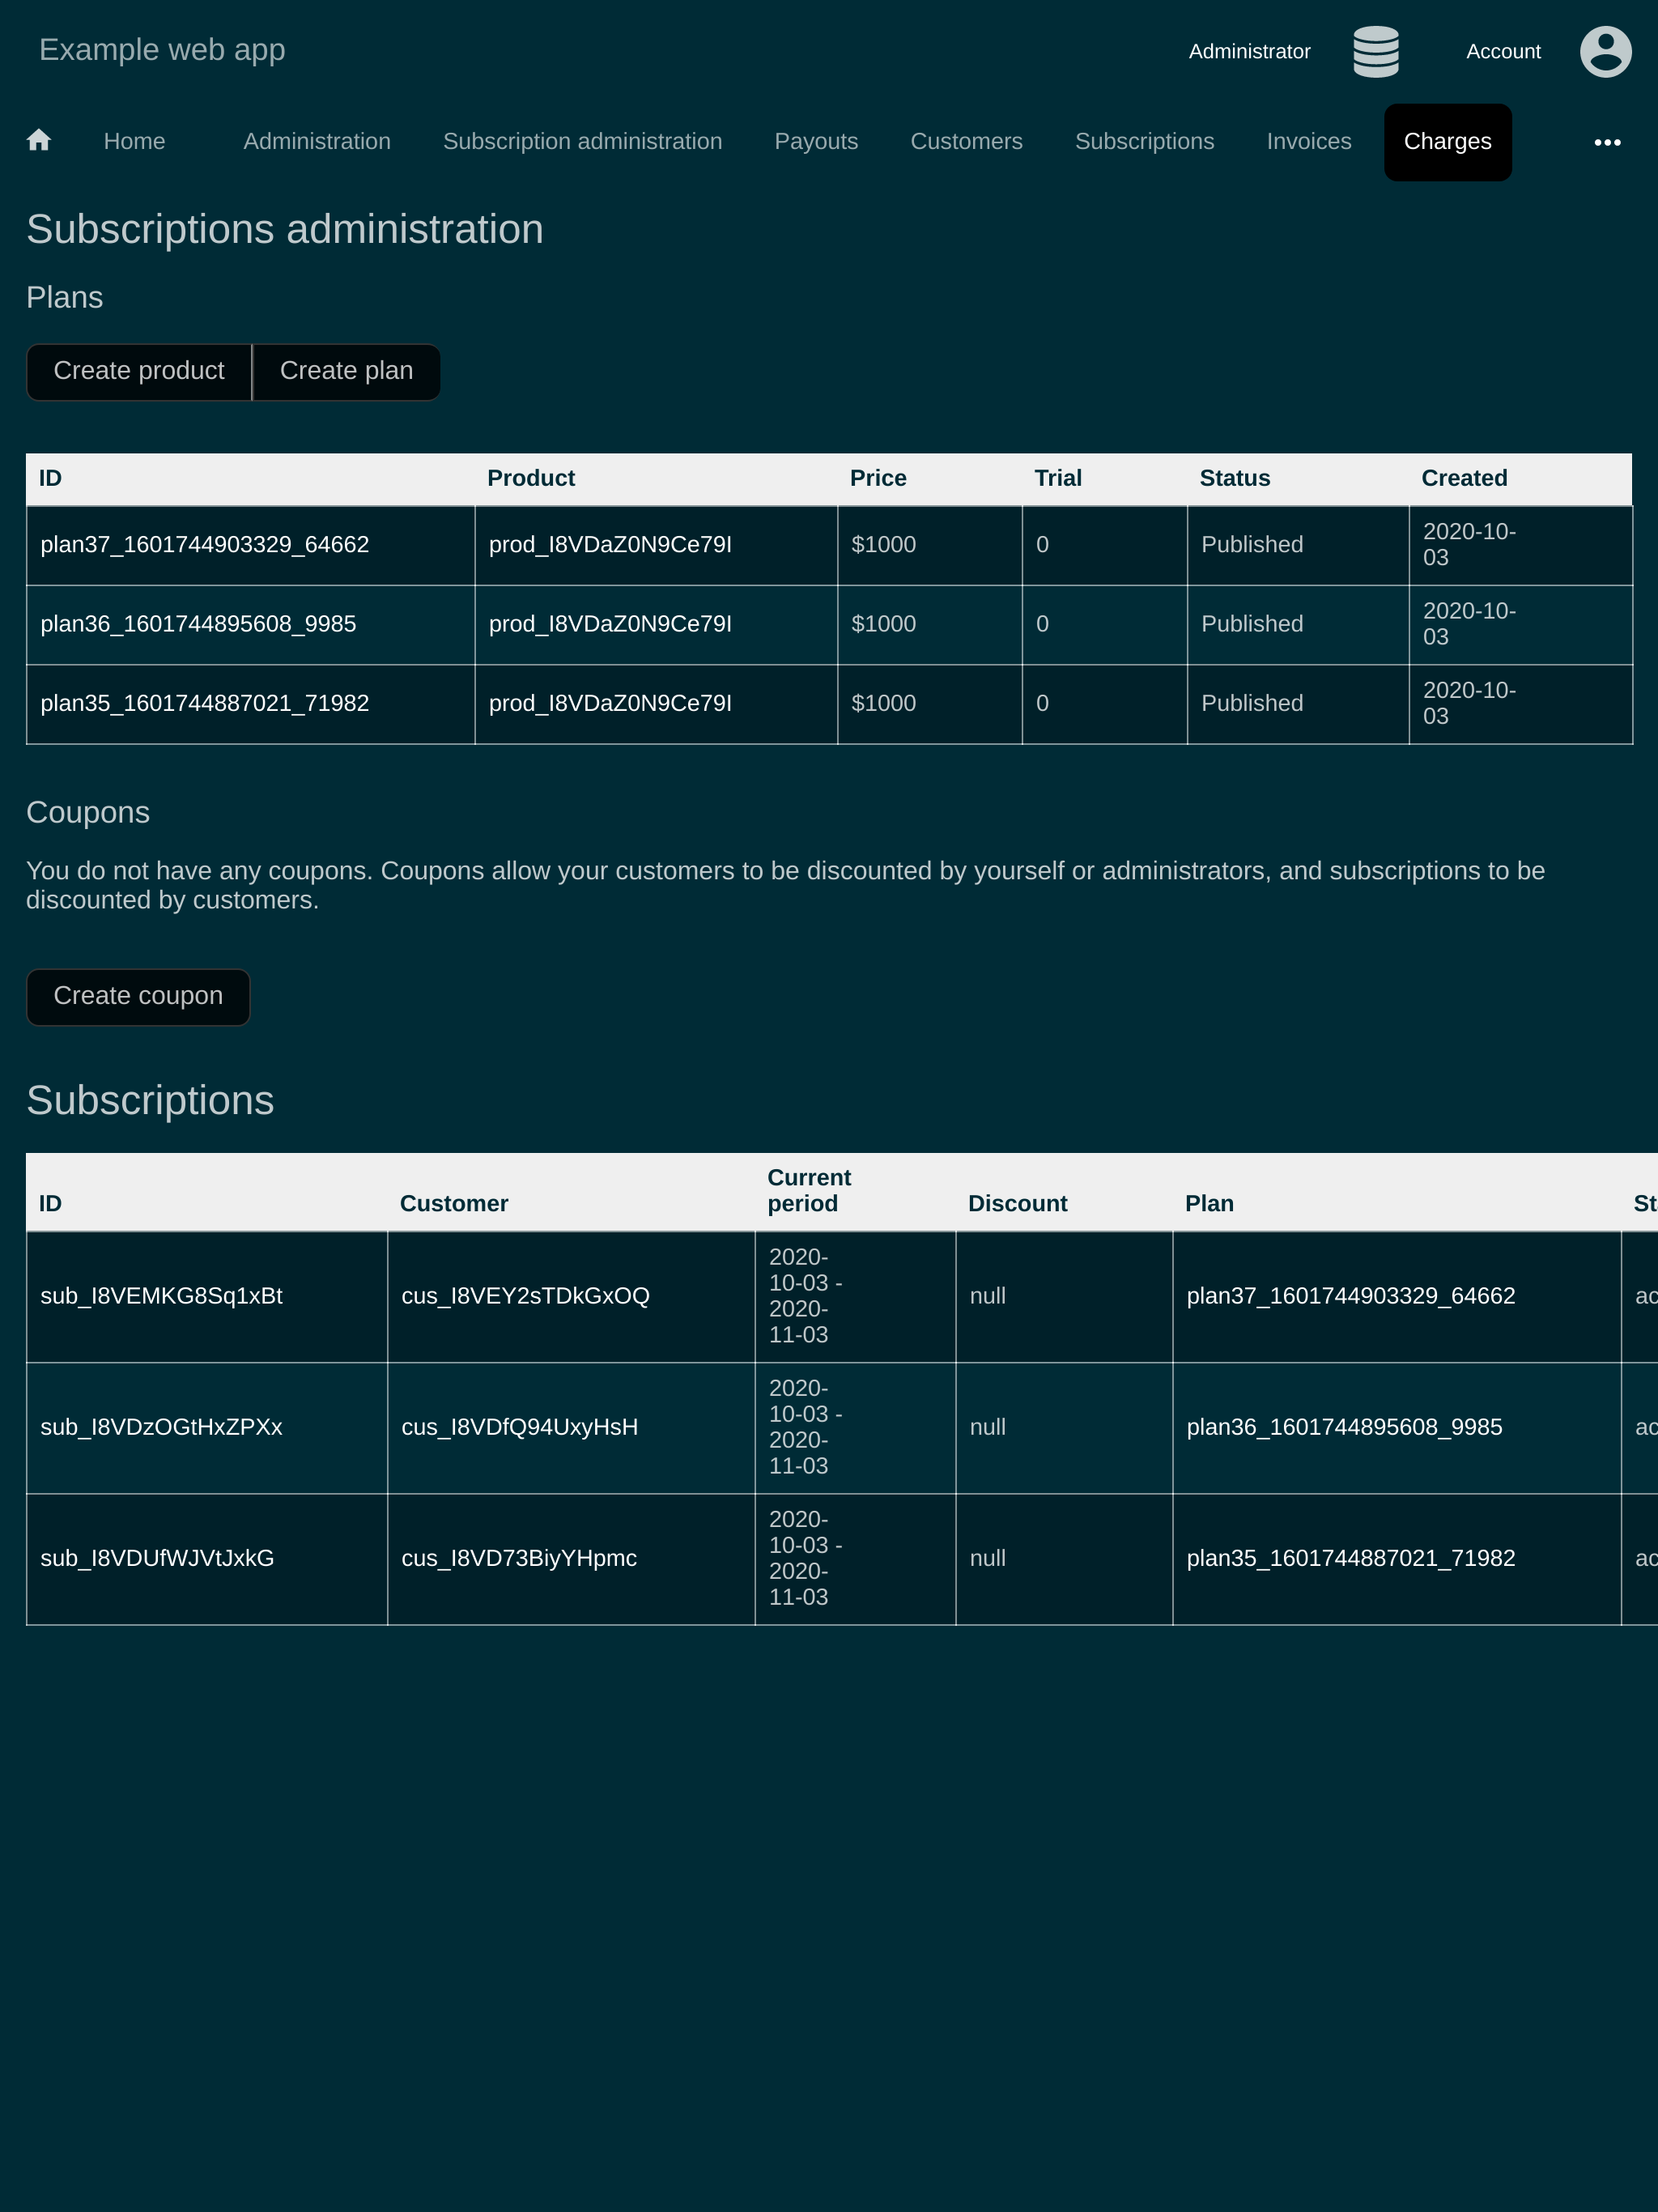 Example web app
Administrator Account
Home Administration Subscription administration Payouts Customers Subscriptions Invoices Charges
Subscriptions administration
Plans
Create product Create plan
ID Product Price Trial Status Created
plan37_1601744903329_64662 prod_I8VDaZ0N9Ce79I $1000 0 Published 2020-10-
03
plan36_1601744895608_9985 prod_I8VDaZ0N9Ce79I $1000 0 Published 2020-10-
03
plan35_1601744887021_71982 prod_I8VDaZ0N9Ce79I $1000 0 Published 2020-10-
03
Coupons
You do not have any coupons. Coupons allow your customers to be discounted by yourself or administrators, and subscriptions to be
discounted by customers.
Create coupon
Subscriptions
ID Customer Current
period Discount Plan
sub_I8VEMKG8Sq1xBt cus_I8VEY2sTDkGxOQ 2020-
10-03 -
2020-
11-03 null plan37_1601744903329_64662
sub_I8VDzOGtHxZPXx cus_I8VDfQ94UxyHsH 2020-
10-03 -
2020-
11-03 null plan36_1601744895608_9985
sub_I8VDUfWJVtJxkG cus_I8VD73BiyYHpmc 2020-
10-03 -
2020-
11-03 null plan35_1601744887021_71982